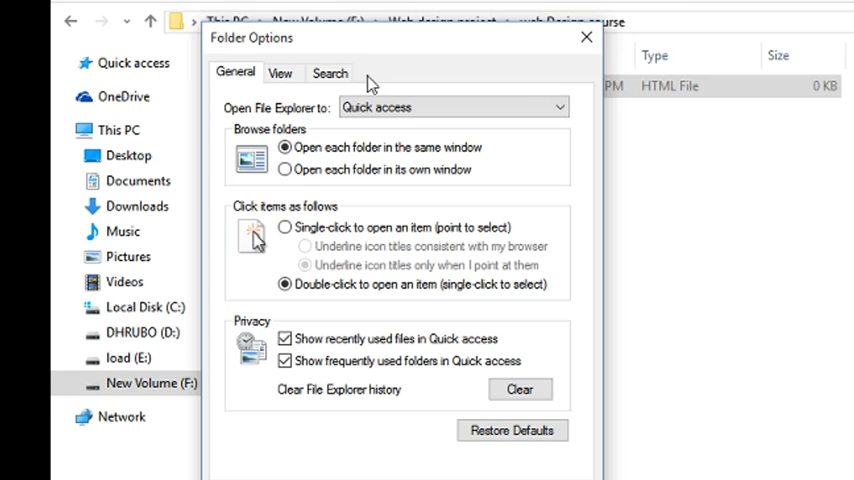 This PC > New Volume (F:) > Web design project > web Design course
Folder Options
Quick access
General View Search
Type Size
PM HTML File 0 KB
OneDrive
Open File Explorer to: Quick access
This PC
Browse folders
Open each folder in the same window
Desktop
Open each folder in its own window
Documents
Downloads
Click items as follows
Single-click to open an item (point to select)
Music
Underline icon titles consistent with my browser
Pictures
Underline icon titles only when I point at them
Videos
Double-click to open an item (single-click to select)
Local Disk (C:)
Privacy
DHRUBO (D:)
Show recently used files in Quick access
load (E:)
Show frequently used folders in Quick access
New Volume (F:)
Clear File Explorer history Clear
Network
Restore Defaults